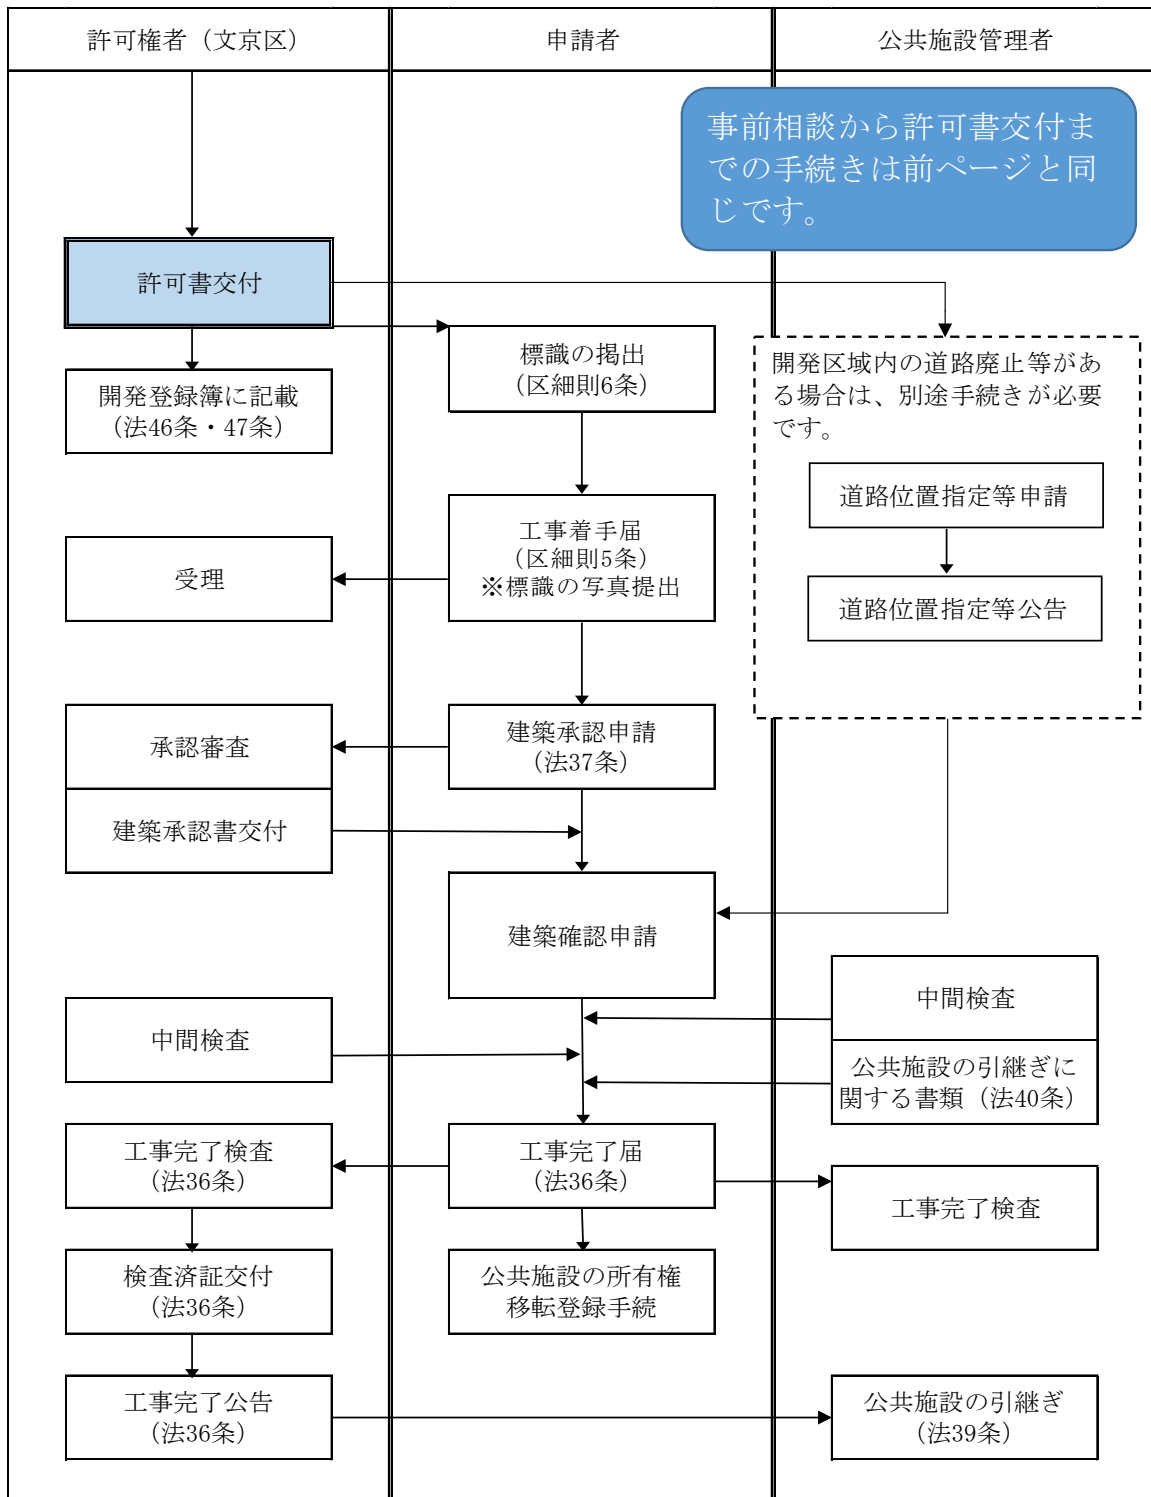 許可権者（文京区）
申請者
公共施設管理者
事前相談から許可書交付ま
での手続きは前ページと同
じです。
許可書交付
標識の掲出
（区細則6条）
開発区域内の道路廃止等があ
る場合は、別途手続きが必要
です。
開発登録簿に記載
（法46条・47条）
道路位置指定等申請
工事着手届
（区細則5条）
※標識の写真提出
受理
道路位置指定等公告
建築承認申請
（法37条）
承認審査
建築承認書交付
建築確認申請
中間検査
中間検査
公共施設の引継ぎに
関する書類（法40条）
工事完了検査
（法36条）
工事完了届
（法36条）
工事完了検査
検査済証交付
（法36条）
公共施設の所有権
移転登録手続
工事完了公告
（法36条）
公共施設の引継ぎ
（法39条）